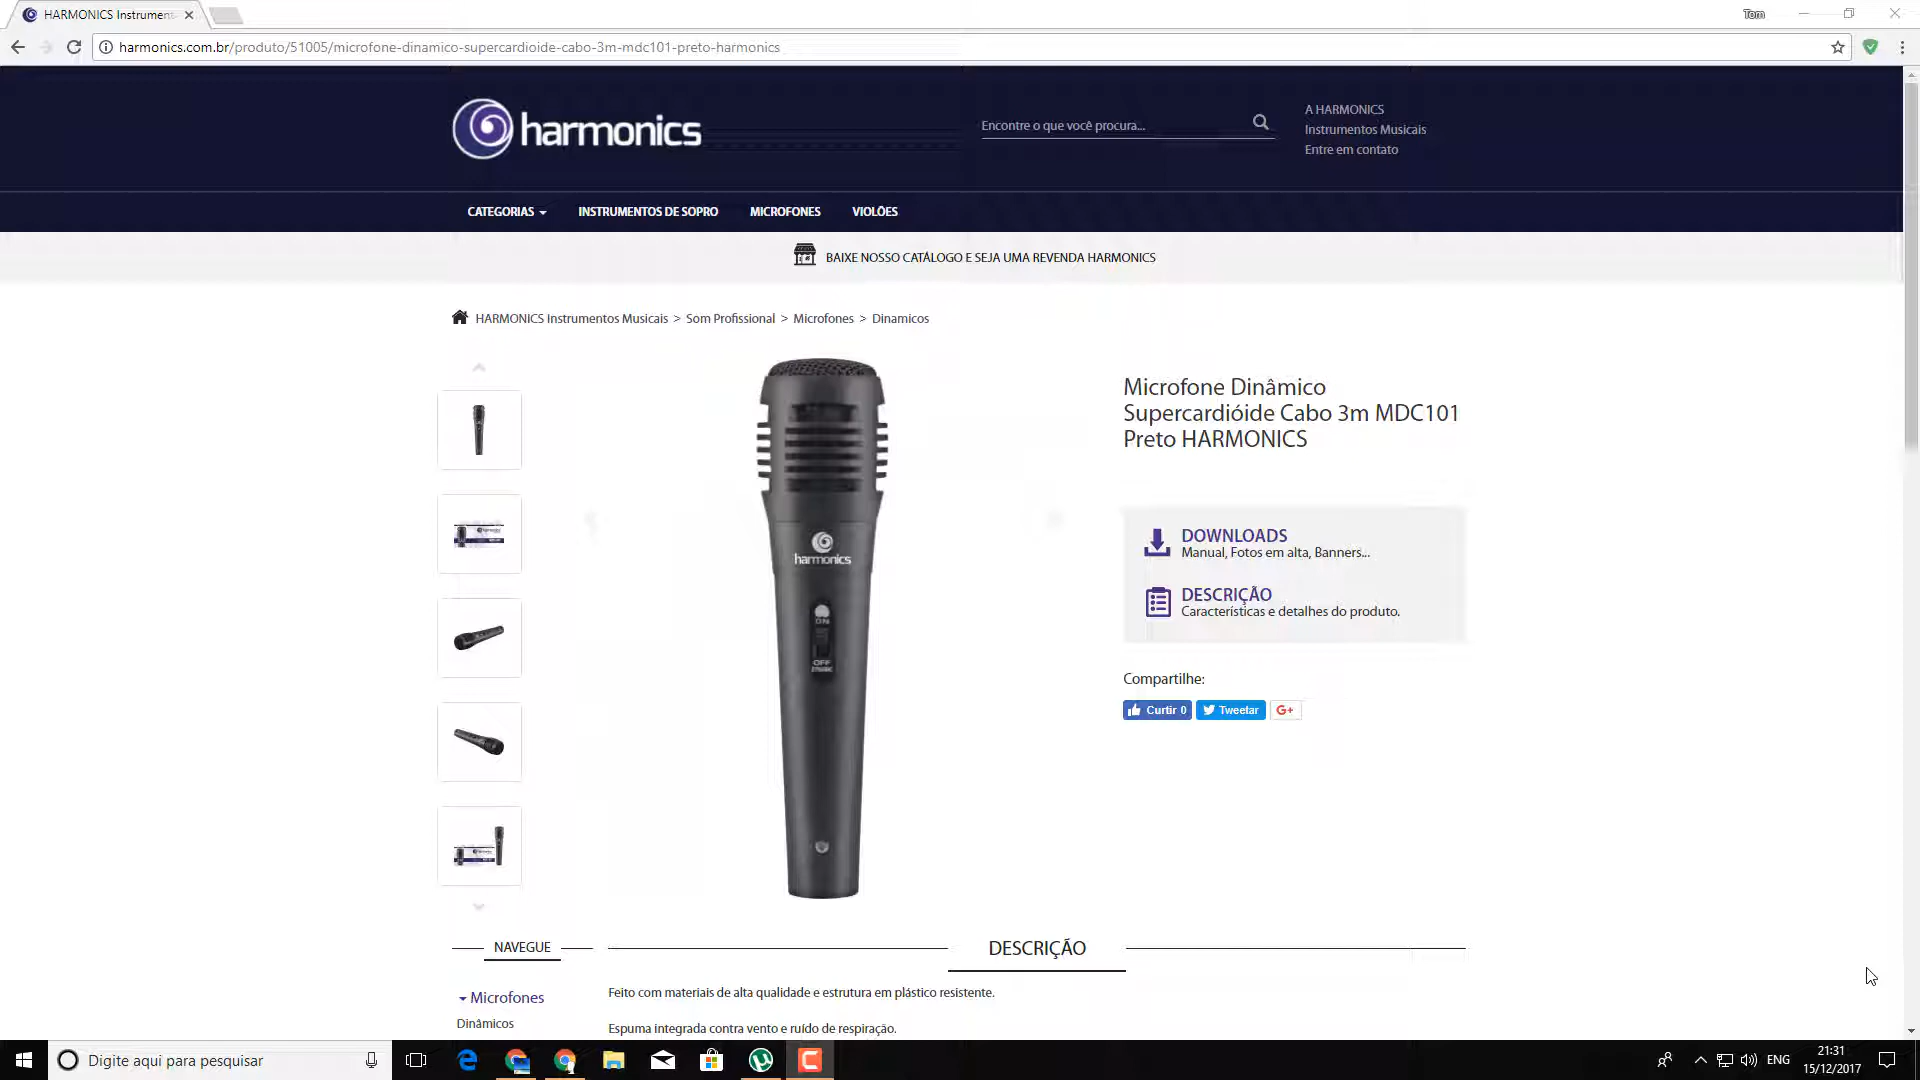 HARMONICS Instrument
Tom
harmonics.com.br/produto/51005/microfone-dinamico-supercardioide-cabo-3m-mdc101-preto-harmonics
harmonics
Encontre o que você procura...
A HARMONICS
Instrumentos Musicais
Entre em contato
CATEGORIAS INSTRUMENTOS DE SOPRO MICROFONES VIOLÕES
BAIXE NOSSO CATÁLOGO E SEJA UMA REVENDA HARMONICS
HARMONICS Instrumentos Musicais > Som Profissional > Microfones > Dinamicos
Microfone Dinâmico
Supercardióide Cabo 3m MDC101
Preto HARMONICS
harmonics
ON
OFF
DOWNLOADS
Manual, Fotos em alta, Banners...
DESCRIÇÃO
Características e detalhes do produto.
Compartilhe:
Curtir 0 Tweetar G+
NAVEGUE
DESCRIÇÃO
Microfones
Dinâmicos
Feito com materiais de alta qualidade e estrutura em plástico resistente.
Espuma integrada contra vento e ruído de respiração.
Digite aqui para pesquisar
ENG
21:31
15/12/2017